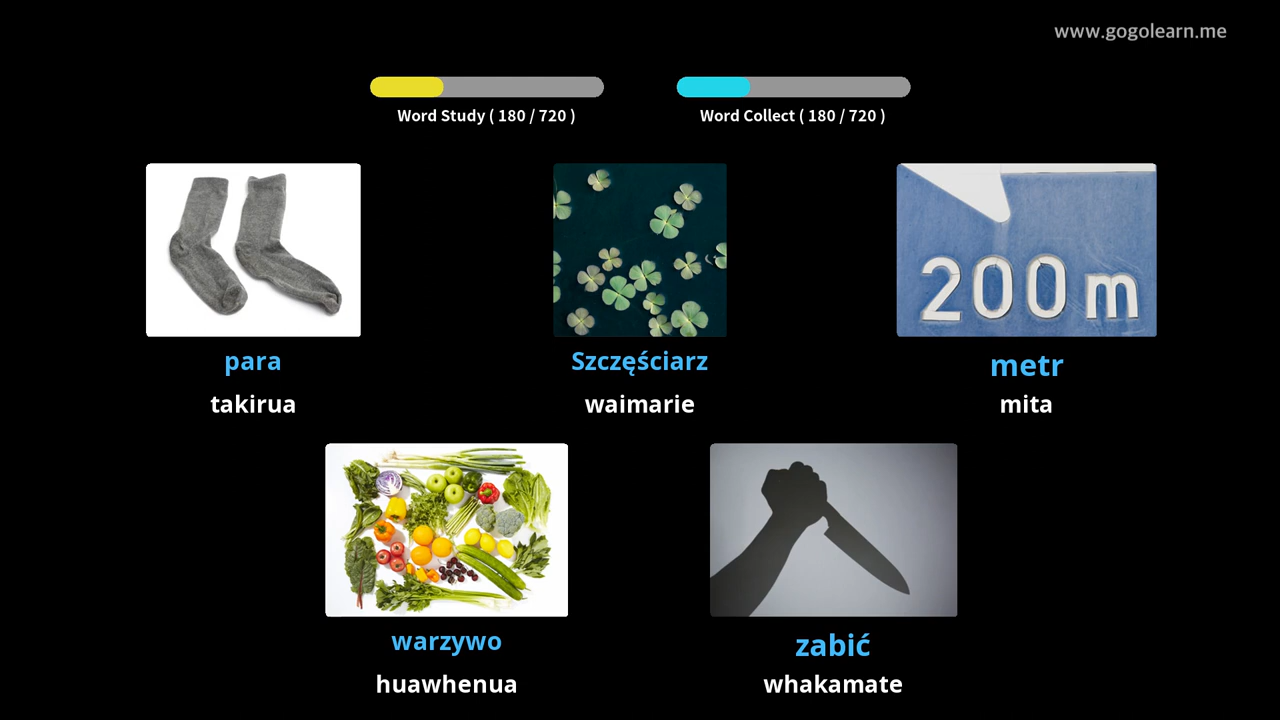 www.gogolearn.me
Word Study ( 180 / 720 )
Word Collect ( 180 / 720 )
200 m
para
takirua
Szczęściarz
waimarie
metr
mita
warzywo
huawhenua
zabić
whakamate